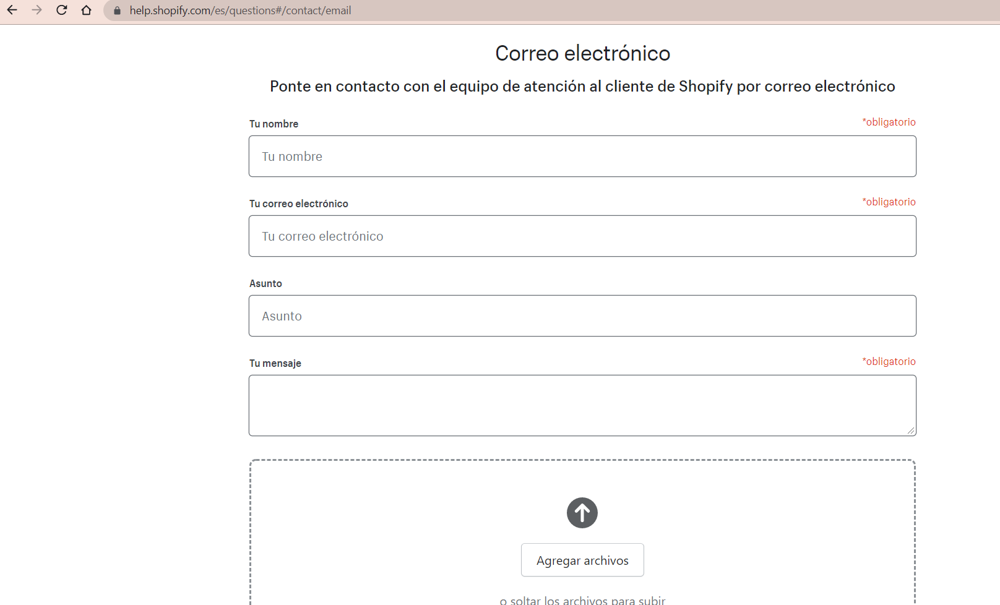 help.shopify.com/es/questions#/contact/email
Correo electrónico
Ponte en contacto con el equipo de atención al cliente de Shopify por correo electrónico
Tu nombre *obligatorio
Tu nombre
Tu correo electrónico *obligatorio
Tu correo electrónico
Asunto
Asunto
Tu mensaje *obligatorio
Agregar archivos
o soltar los archivos para subir